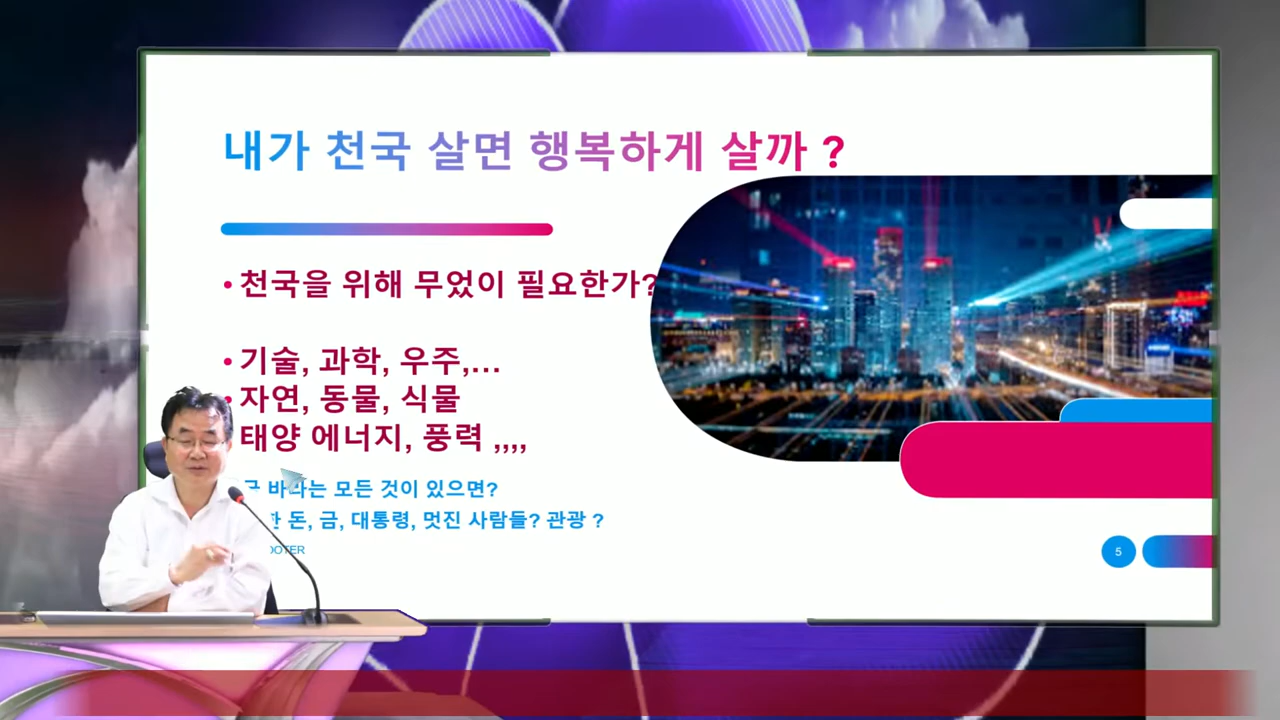 내가 천국 살면 행복하게 살까 ?
• 천국을 위해 무었이 필요한가?
• 기술, 과학, 우주,...
• 자연, 동물, 식물
태양 에너지, 풍력 ,,,,
바라는 모든 것이 있으면?
돈, 금, 대통령, 멋진 사람들? 관광 ?
OOTER
5